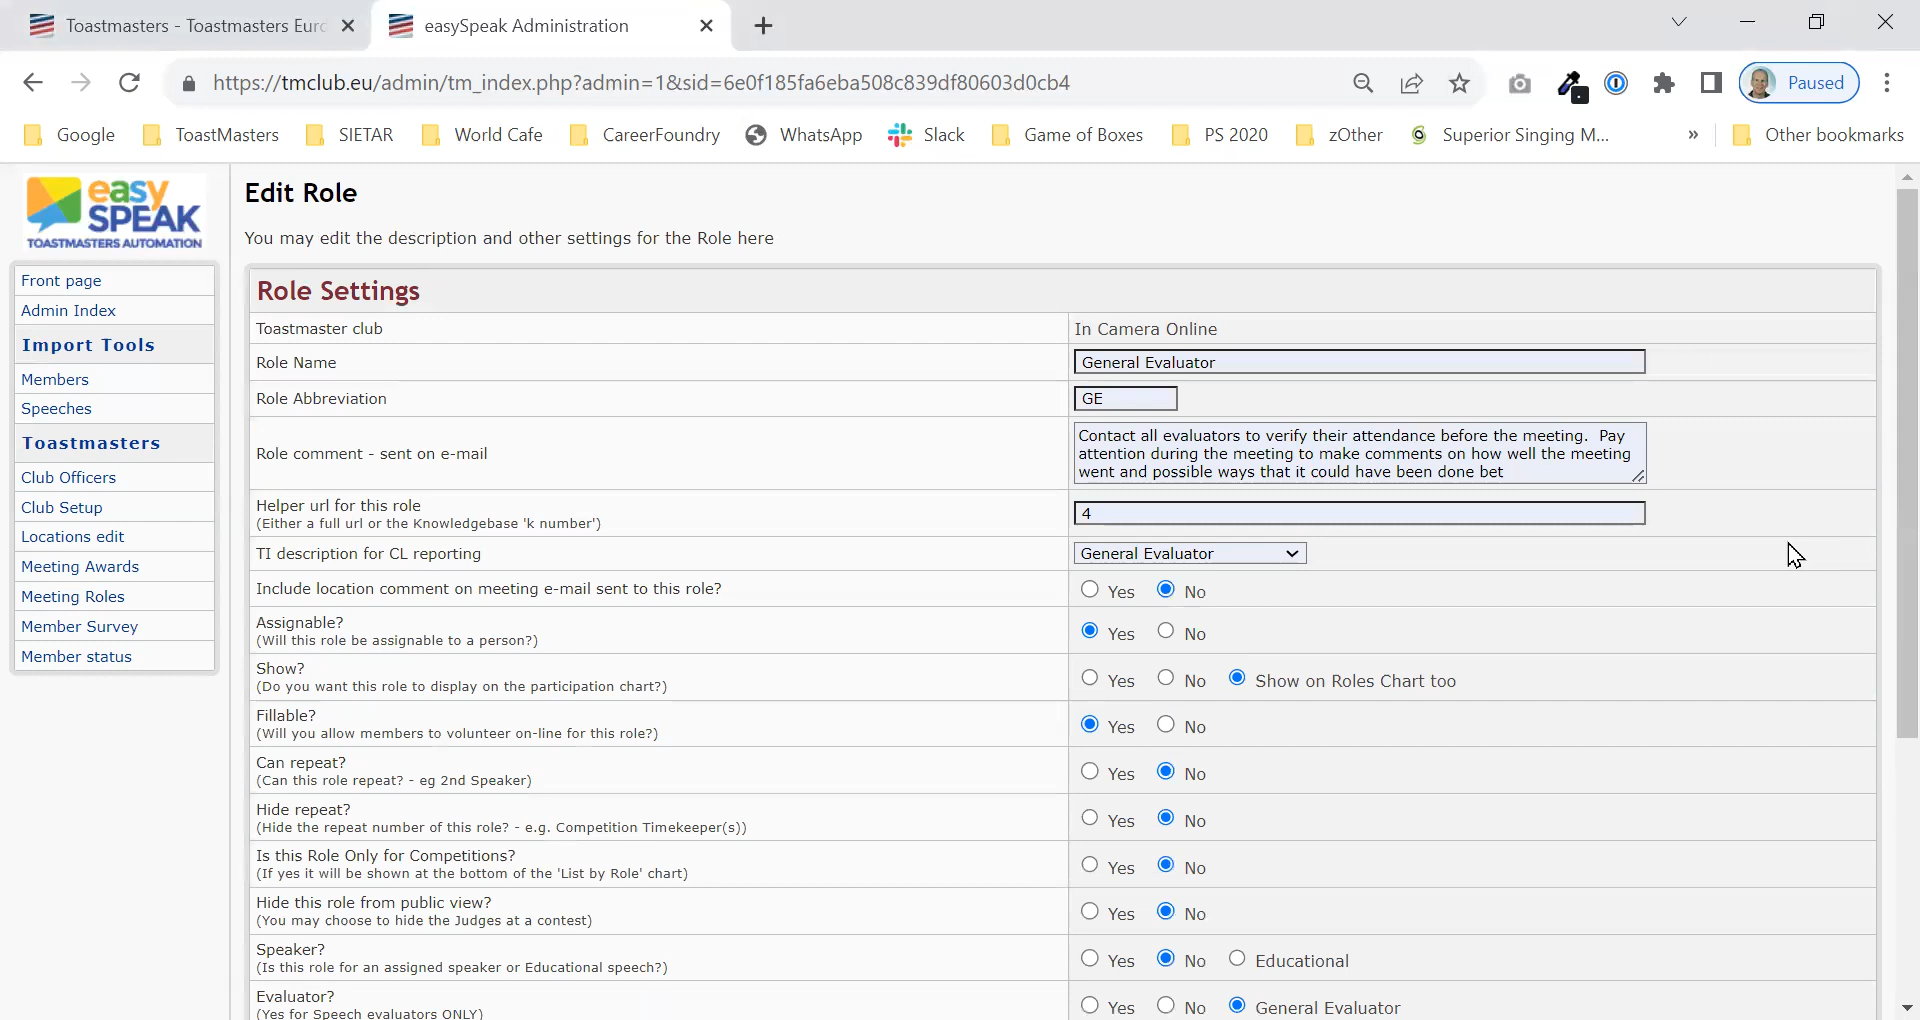 Toastmasters - Toastmasters Eur
easySpeak Administration
https://tmclub.eu/admin/tm_index.php?admin=1&sid=6e0f185fa6eba508c839df80603d0cb4
Paused
Google
ToastMasters
SIETAR
World Cafe
CareerFoundry
WhatsApp
Slack
Game of Boxes
PS 2020
zOther
Superior Singing M...
»
Other bookmarks
easy
SPEAK
TOASTMASTERS AUTOMATION
Front page
Admin Index
Import Tools
Members
Speeches
Toastmasters
Club Officers
Club Setup
Locations edit
Meeting Awards
Meeting Roles
Member Survey
Member status
Edit Role
You may edit the description and other settings for the Role here
Role Settings
Toastmaster club
In Camera Online
Role Name
General Evaluator
Role Abbreviation
GE
Role comment - sent on e-mail
Contact all evaluators to verify their attendance before the meeting. Pay
attention during the meeting to make comments on how well the meeting
went and possible ways that it could have been done bet
Helper url for this role
(Either a full url or the Knowledgebase 'k number')
4
TI description for CL reporting
General Evaluator
Include location comment on meeting e-mail sent to this role?
Yes No
Assignable?
(Will this role be assignable to a person?)
Yes No
Show?
(Do you want this role to display on the participation chart?)
Yes No Show on Roles Chart too
Fillable?
(Will you allow members to volunteer on-line for this role?)
Yes No
Can repeat?
(Can this role repeat? - eg 2nd Speaker)
Yes No
Hide repeat?
(Hide the repeat number of this role? - e.g. Competition Timekeeper(s))
Yes No
Is this Role Only for Competitions?
(If yes it will be shown at the bottom of the 'List by Role' chart)
Yes No
Hide this role from public view?
(You may choose to hide the Judges at a contest)
Yes No
Speaker?
(Is this role for an assigned speaker or Educational speech?)
Yes No Educational
Evaluator?
(Yes for Speech evaluators ONLY)
Yes No General Evaluator